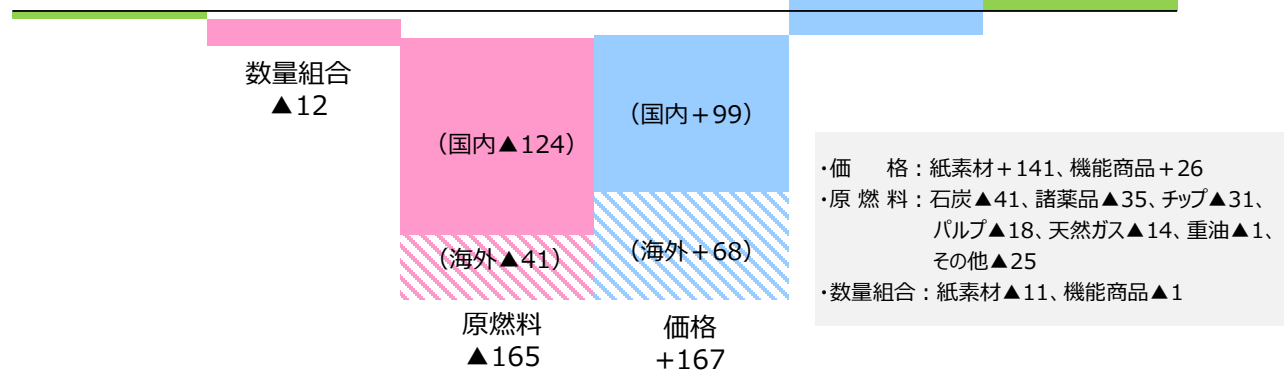 数量組合
▲12
（国内▲124）
（海外▲41）
原燃料
▲165
（国内＋99）
（海外＋68）
価格
+167
・価　　格：紙素材＋141、機能商品＋26
・原 燃 料：石炭▲41、諸薬品▲35、チップ▲31、
パルプ▲18、天然ガス▲14、重油▲1、
その他▲25
・数量組合：紙素材▲11、機能商品▲1